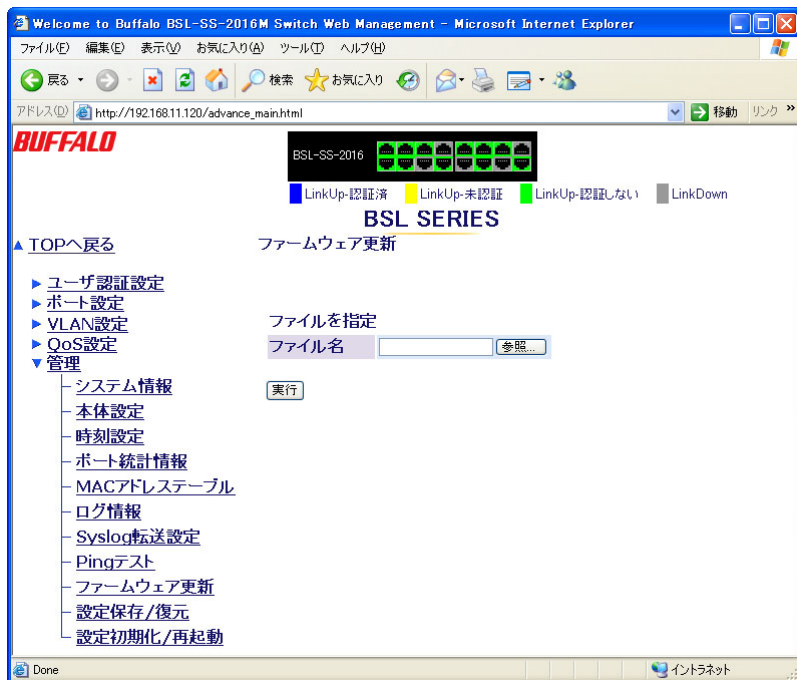 Welcome to Buffalo BSL-SS-2016M Switch Web Management - Microsoft Internet Explorer
ファイル(F) 編集(E) 表示(V) お気に入り(A) ツール(T) ヘルプ(H)
戻る 検索 お気に入り
アドレス(D) http://192.168.11.120/advance_main.html 移動 リンク »
BUFFALO
BSL-SS-2016
LinkUp-認証済 LinkUp-未認証 LinkUp-認証しない LinkDown
BSL SERIES
TOPへ戻る
ファームウェア更新
ユーザ認証設定
ポート設定
VLAN設定
QoS設定
管理
システム情報
本体設定
時刻設定
ポート統計情報
MACアドレステーブル
ログ情報
Syslog転送設定
Pingテスト
ファームウェア更新
設定保存/復元
設定初期化/再起動
ファイルを指定
ファイル名 参照...
実行
Done イントラネット